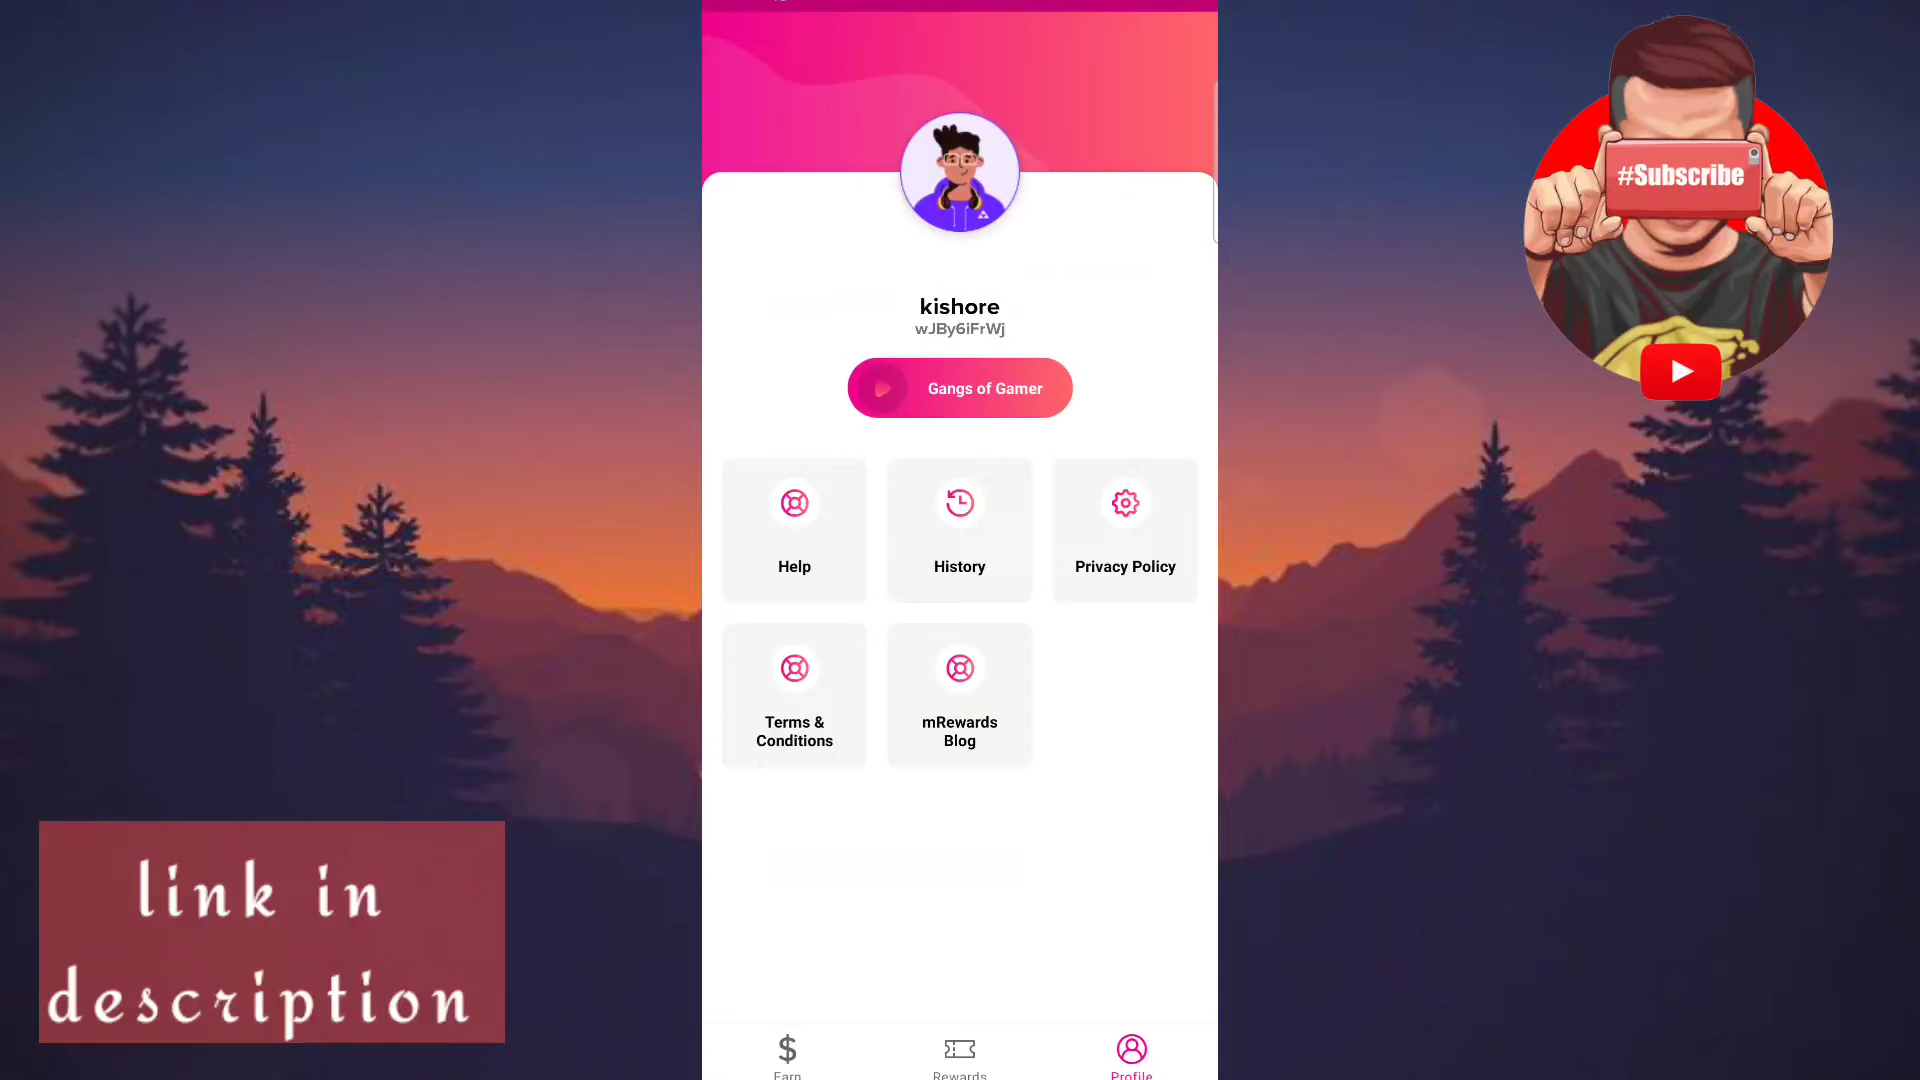 #Subscribe
kishore
wJBy6iFrWj
Gangs of Gamer
Help
History
Privacy Policy
Terms &
Conditions
mRewards
Blog
link in
description
Earn
Rewards
Profile